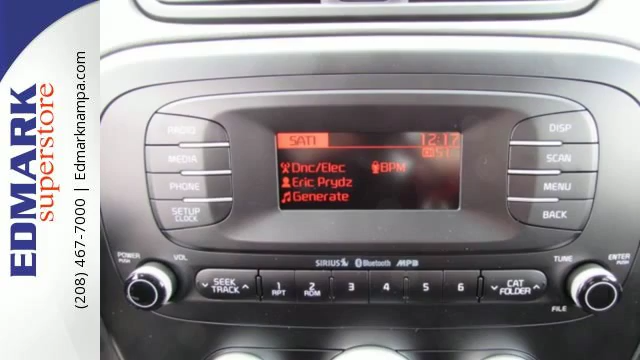 EDMARK
superstore
(208) 467-7000 | Edmarknampa.com
RADIO
MEDIA
PHONE
SETUP
CLOCK
SAT1 12:17
CH 51
Dnc/Elec BPM
Eric Prydz
Generate
DISP
SCAN
MENU
BACK
SIRIUS Bluetooth MP3
POWER
PUSH
VOL
SEEK
TRACK
1
RPT
2
RDM
3
4
5
6
CAT
FOLDER
TUNE
ENTER
PUSH
FILE